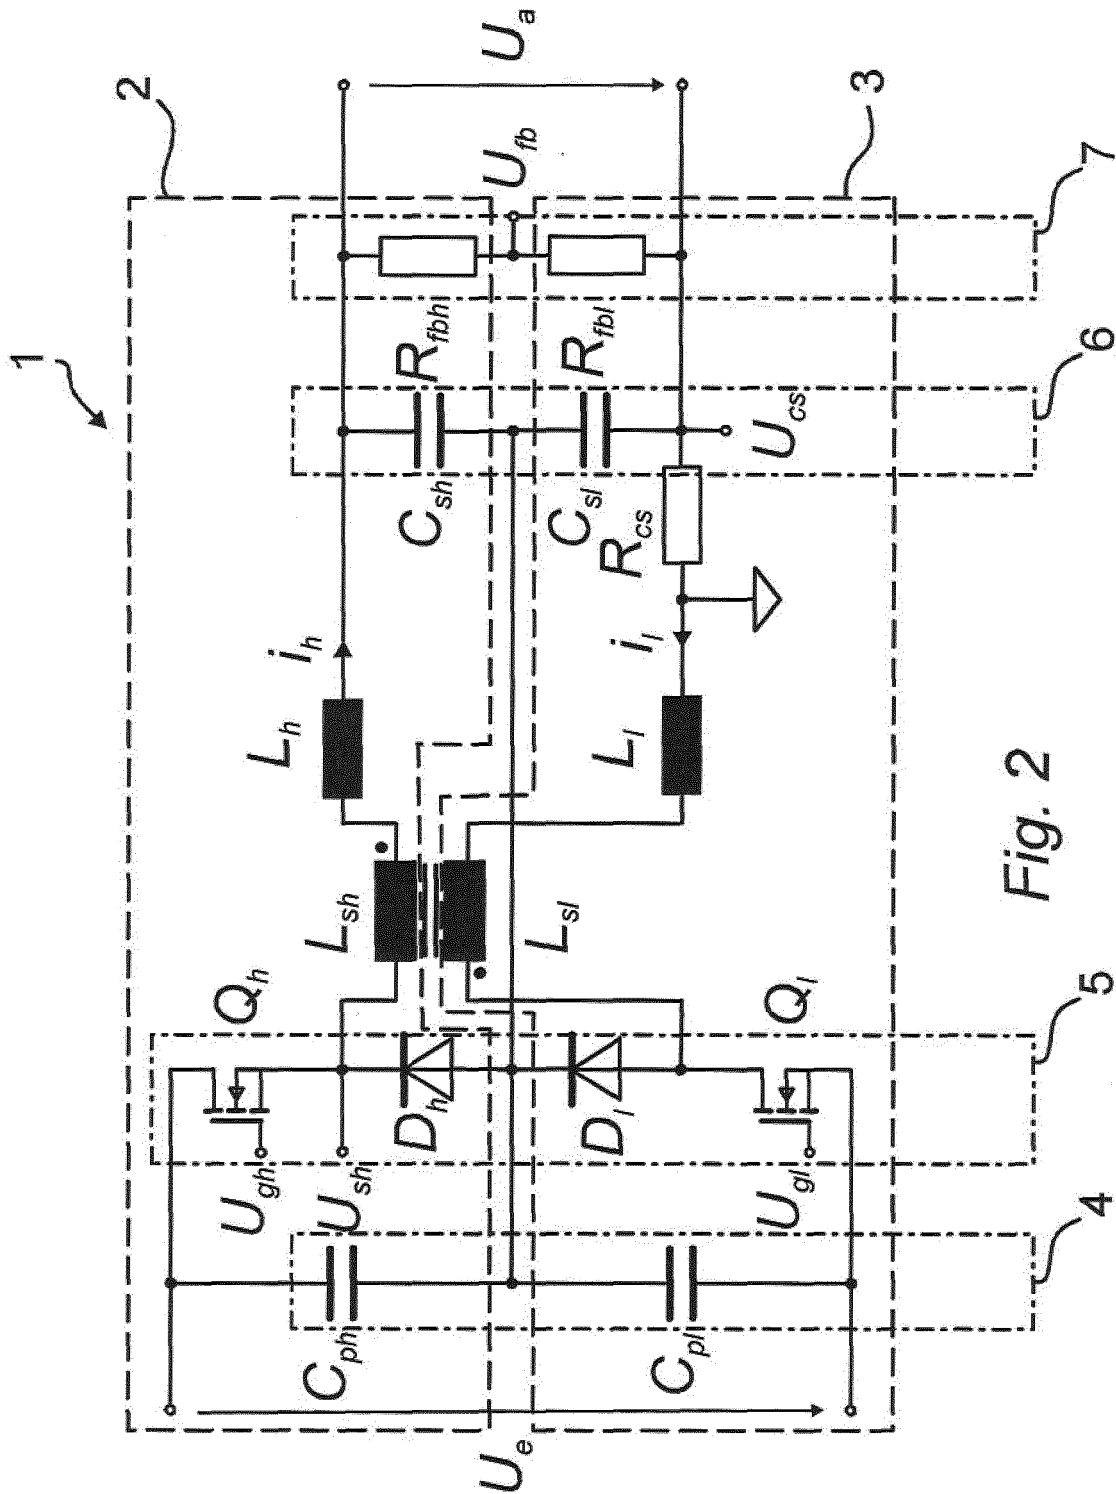 1
2
3
U_a
U_fb
7
R_fbh
R_fbl
6
U_cs
C_sh
C_sl
R_cs
i_h
i_l
L_h
L_l
L_sh
L_sl
Q_h
Q_l
5
D_h
D_l
U_gh
U_sh
U_gl
4
C_ph
C_pl
U_e
Fig. 2